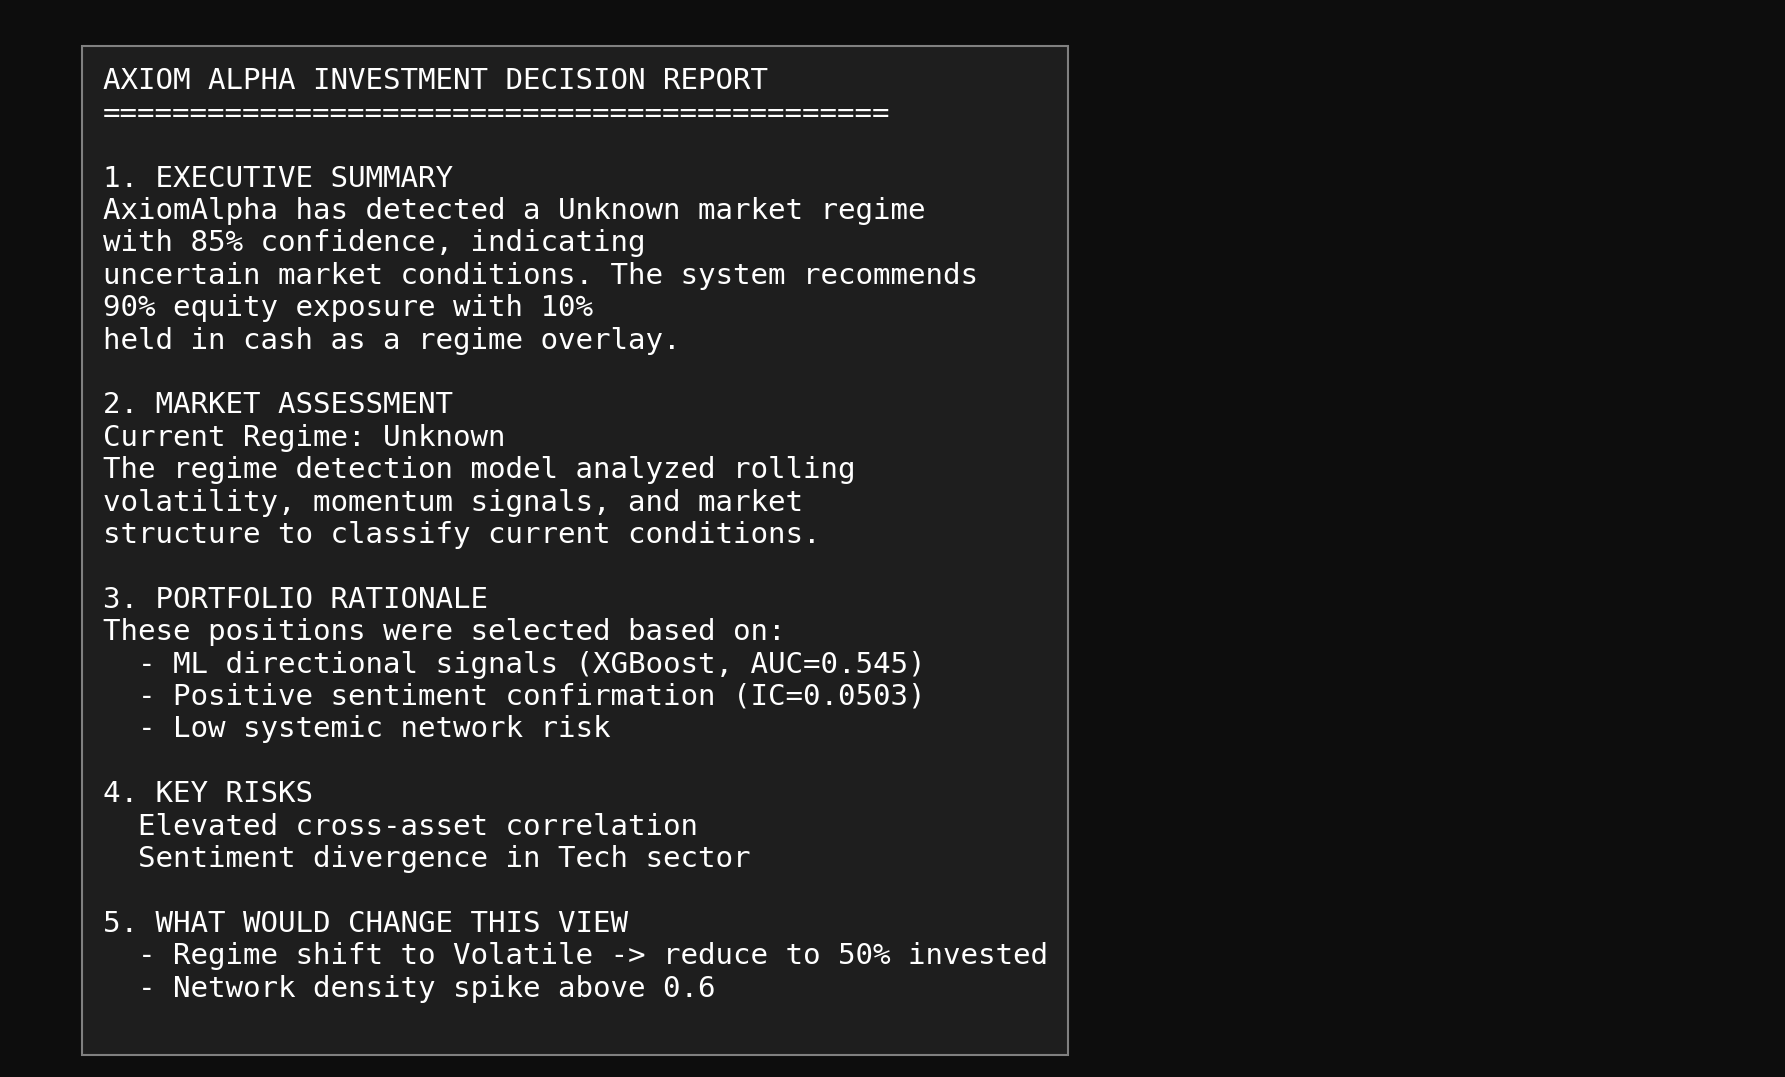 AXIOM ALPHA INVESTMENT DECISION REPORT
=============================================
1. EXECUTIVE SUMMARY
AxiomAlpha has detected a Unknown market regime
with 85% confidence, indicating
uncertain market conditions. The system recommends
90% equity exposure with 10%
held in cash as a regime overlay.
2. MARKET ASSESSMENT
Current Regime: Unknown
The regime detection model analyzed rolling
volatility, momentum signals, and market
structure to classify current conditions.
3. PORTFOLIO RATIONALE
These positions were selected based on:
  - ML directional signals (XGBoost, AUC=0.545)
  - Positive sentiment confirmation (IC=0.0503)
  - Low systemic network risk
4. KEY RISKS
  Elevated cross-asset correlation
  Sentiment divergence in Tech sector
5. WHAT WOULD CHANGE THIS VIEW
  - Regime shift to Volatile -> reduce to 50% invested
  - Network density spike above 0.6